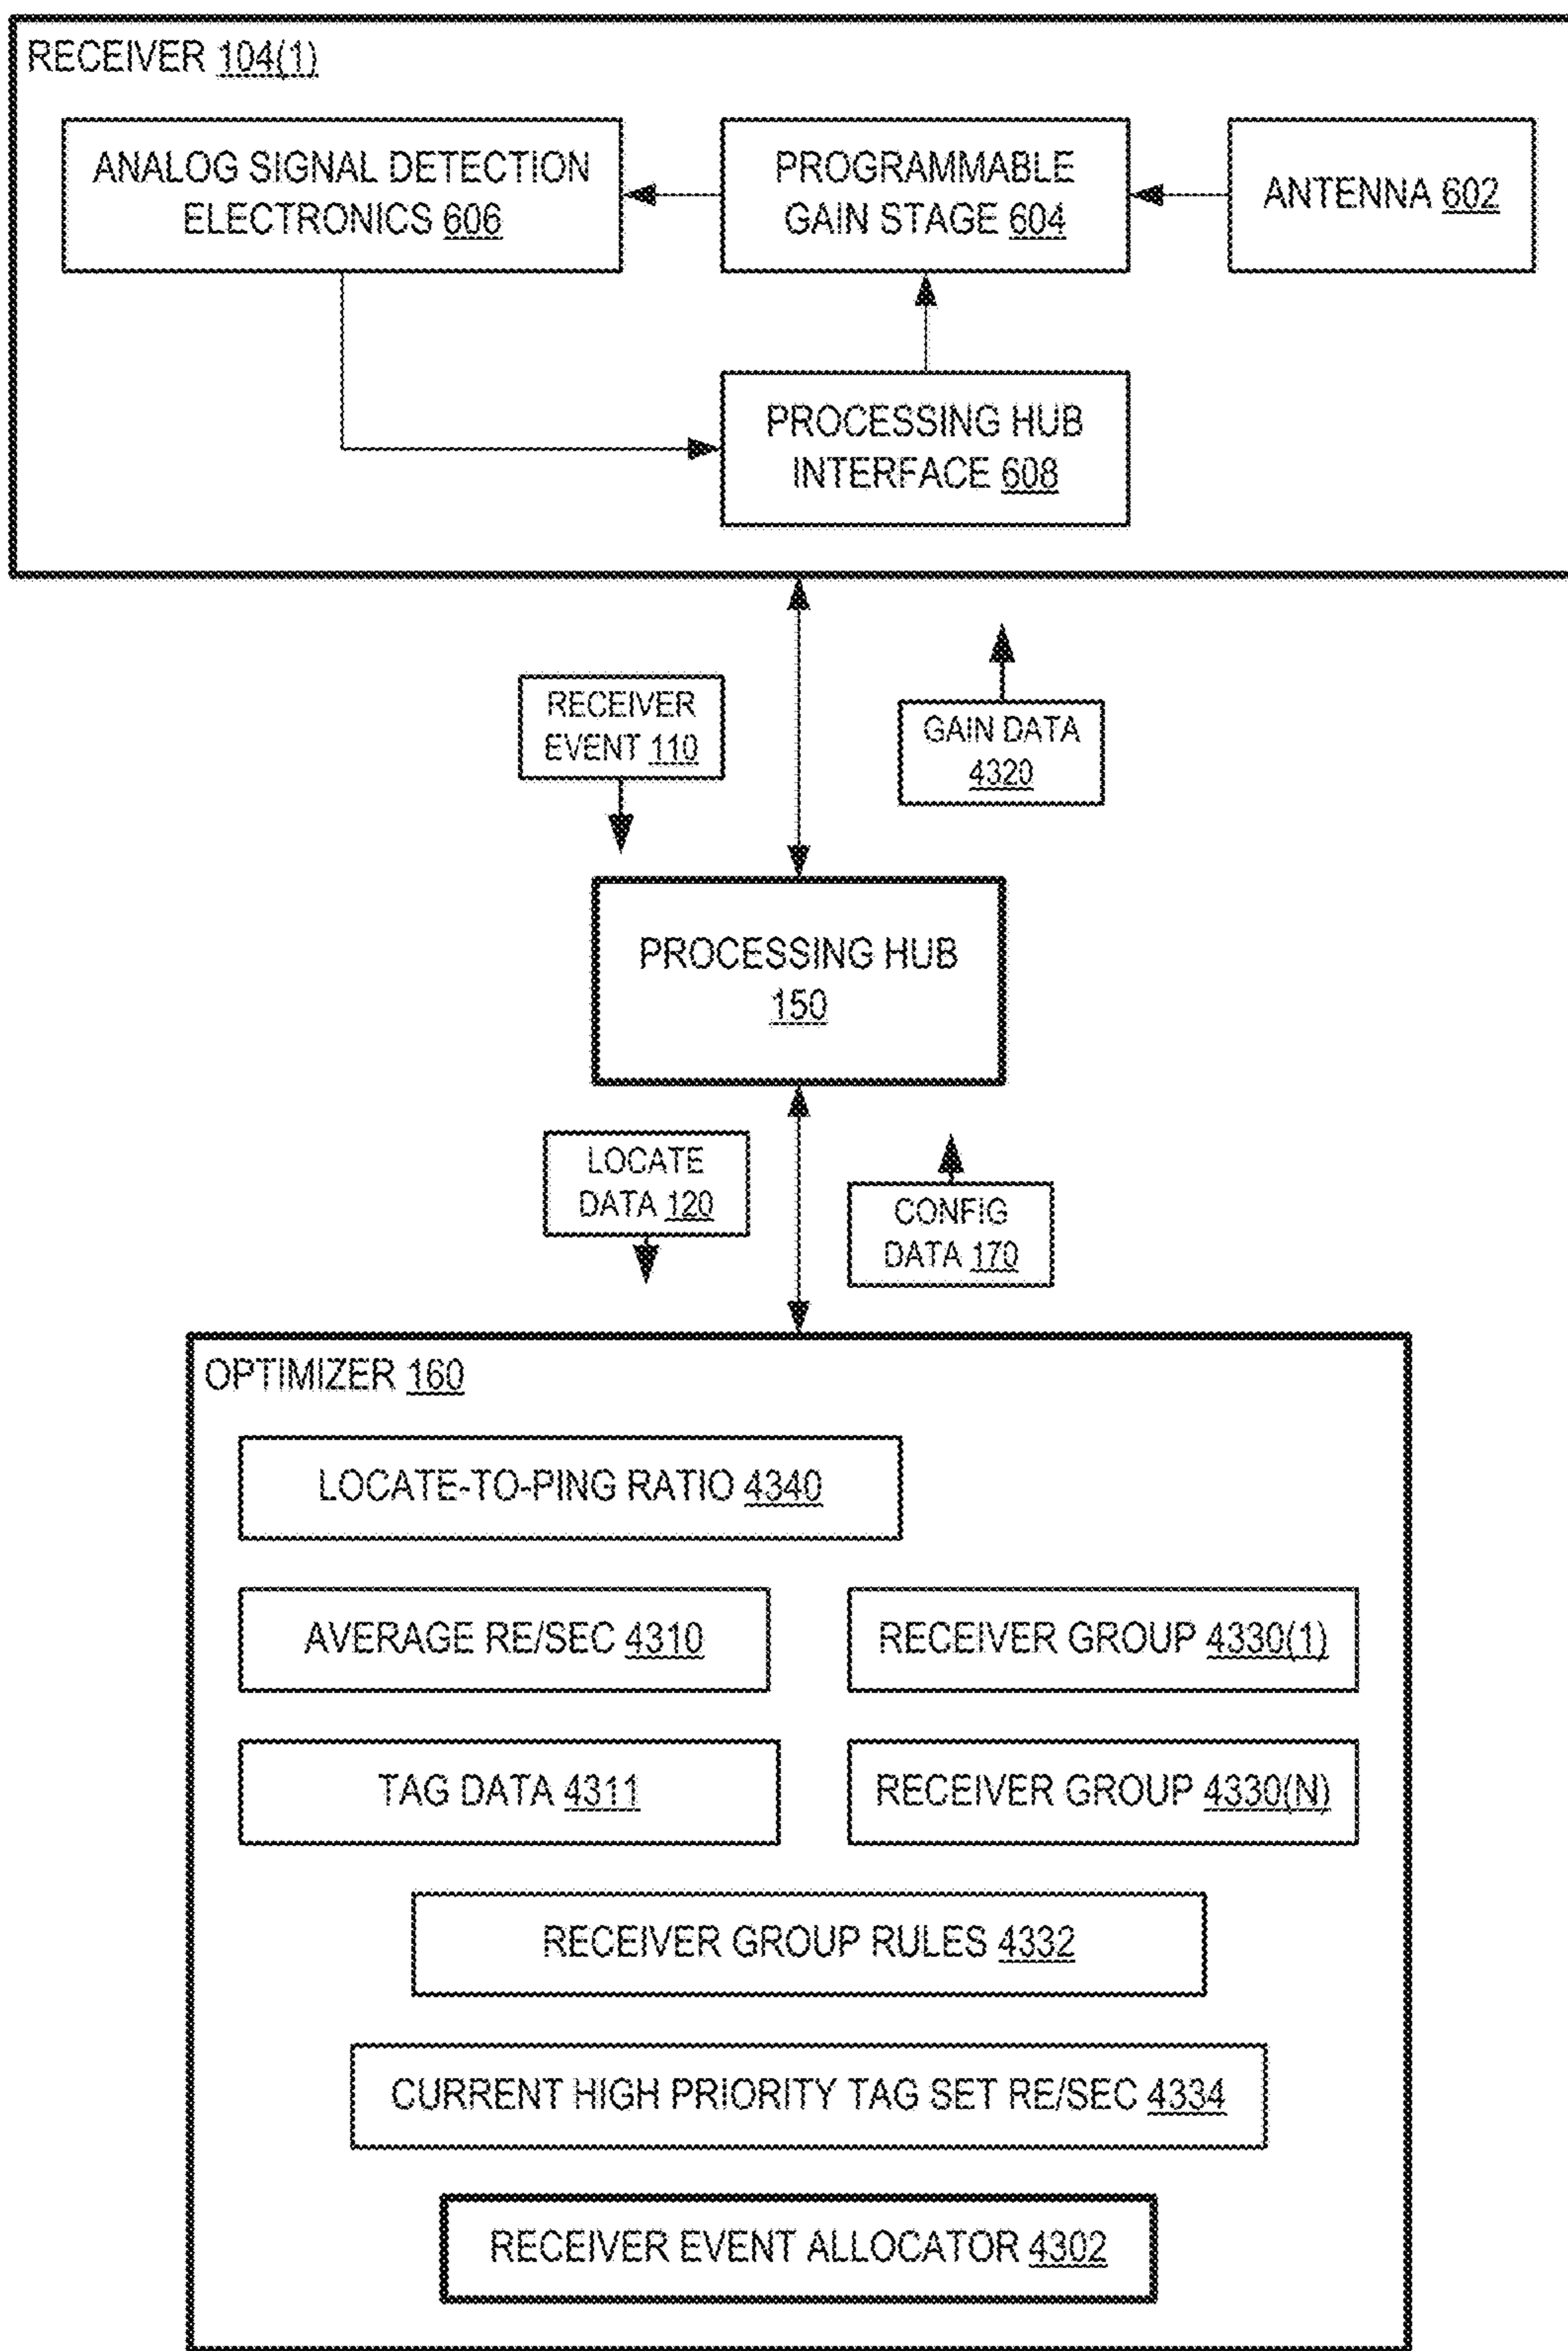 RECEIVER 104(1)
ANALOG SIGNAL DETECTION
ELECTRONICS 606
PROGRAMMABLE
GAIN STAGE 604
ANTENNA 602
PROCESSING HUB
INTERFACE 608
RECEIVER
EVENT 110
GAIN DATA
4320
PROCESSING HUB
150
LOCATE
DATA 120
CONFIG
DATA 170
OPTIMIZER 160
LOCATE-TO-PING RATIO 4340
AVERAGE RE/SEC 4310
RECEIVER GROUP 4330(1)
TAG DATA 4311
RECEIVER GROUP 4330(N)
RECEIVER GROUP RULES 4332
CURRENT HIGH PRIORITY TAG SET RE/SEC 4334
RECEIVER EVENT ALLOCATOR 4302